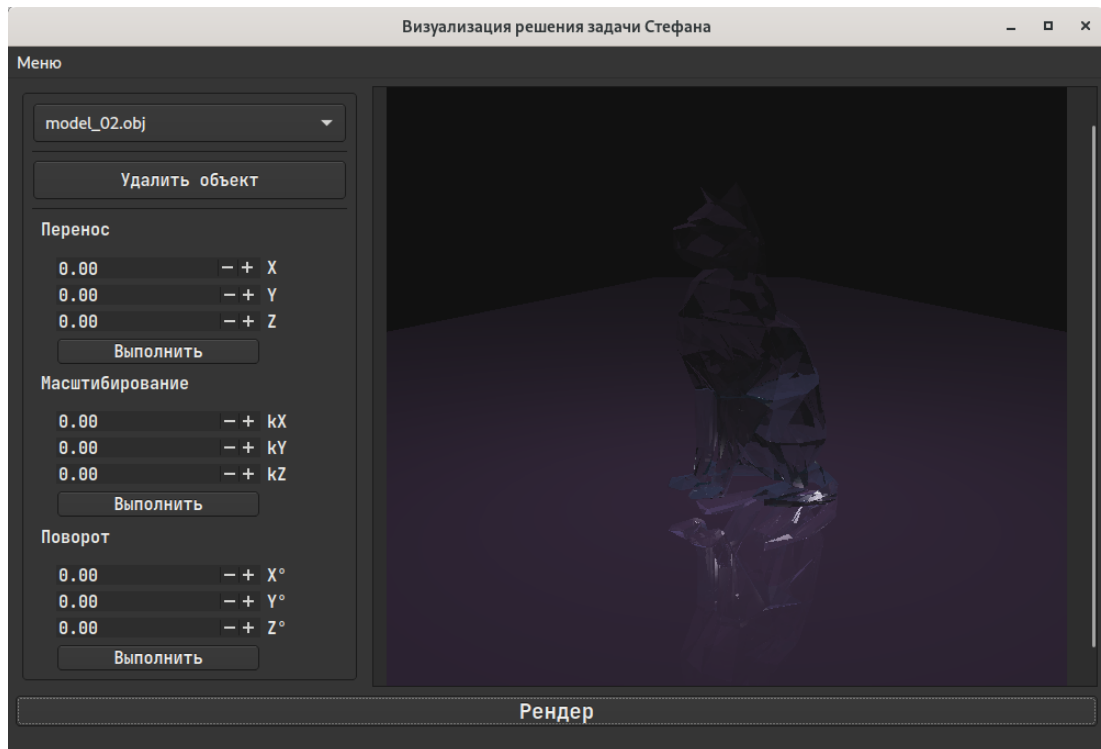 Визуализация решения задачи Стефана
Меню
model_02.obj
Удалить объект
Перенос
0.00 − + X
0.00 − + Y
0.00 − + Z
Выполнить
Масштибирование
0.00 − + kX
0.00 − + kY
0.00 − + kZ
Выполнить
Поворот
0.00 − + X°
0.00 − + Y°
0.00 − + Z°
Выполнить
Рендер